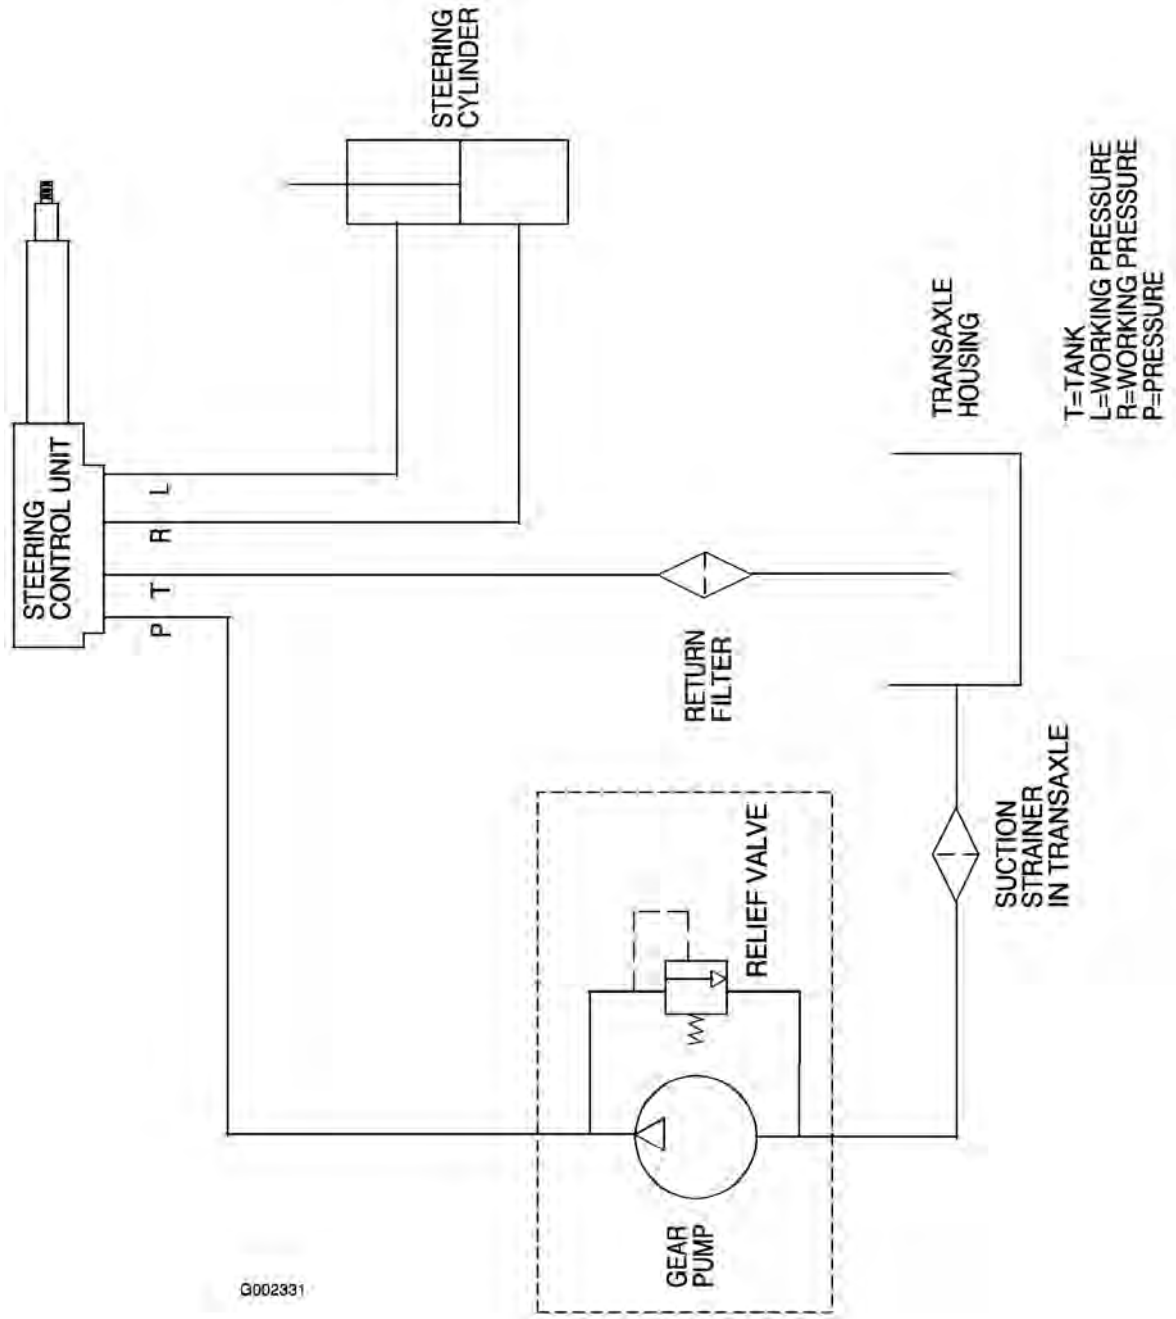 STEERING
CONTROL UNIT
P T R L
STEERING
CYLINDER
RETURN
FILTER
TRANSAXLE
HOUSING
GEAR
PUMP
RELIEF VALVE
SUCTION
STRAINER
IN TRANSAXLE
T=TANK
L=WORKING PRESSURE
R=WORKING PRESSURE
P=PRESSURE
G002331